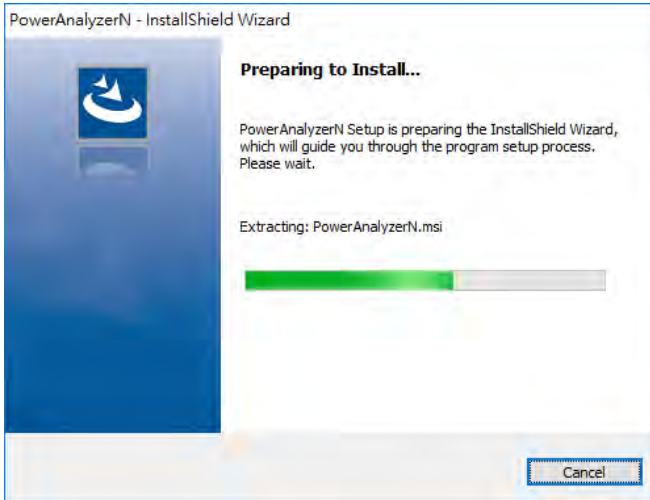 PowerAnalyzerN - InstallShield Wizard
Preparing to Install...
PowerAnalyzerN Setup is preparing the InstallShield Wizard,
which will guide you through the program setup process.
Please wait.
Extracting: PowerAnalyzerN.msi
Cancel